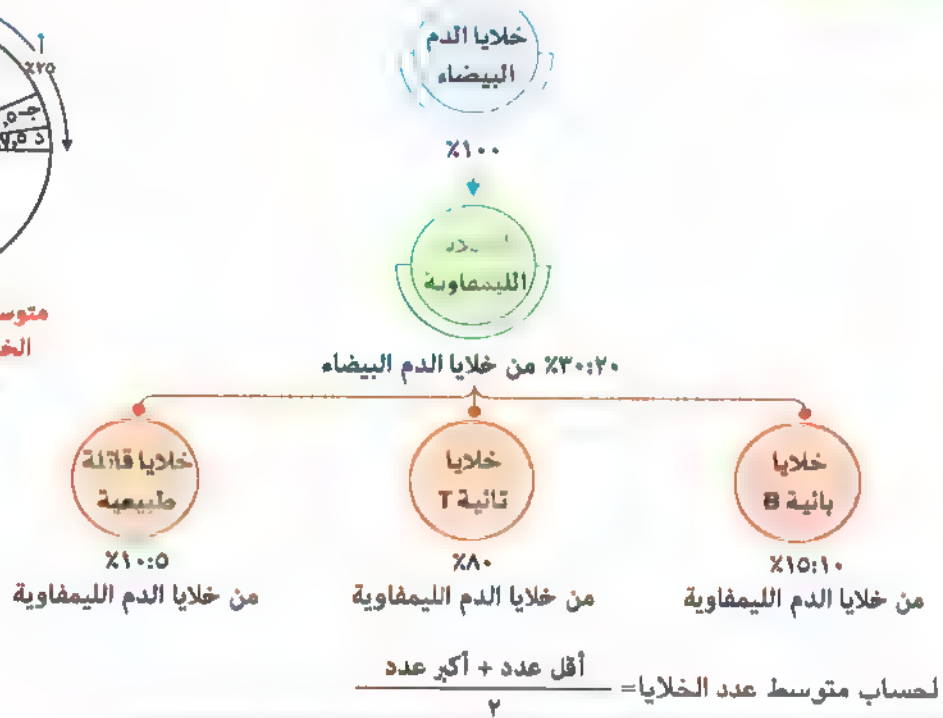 خلايا الدم
البيضاء
٪١٠٠
الليمفاوية
٣٠:٢٠٪ من خلايا الدم البيضاء
خلايا
بائية B
١٥:١٠٪
من خلايا الدم الليمفاوية
خلايا
تائية T
٨٠٪
من خلايا الدم الليمفاوية
خلايا قاتلة
طبيعية
١٠:٥٪
من خلايا الدم الليمفاوية
لحساب متوسط عدد الخلايا=
أقل عدد + أكبر عدد
٢
أ
٪٢٥
جـ
د